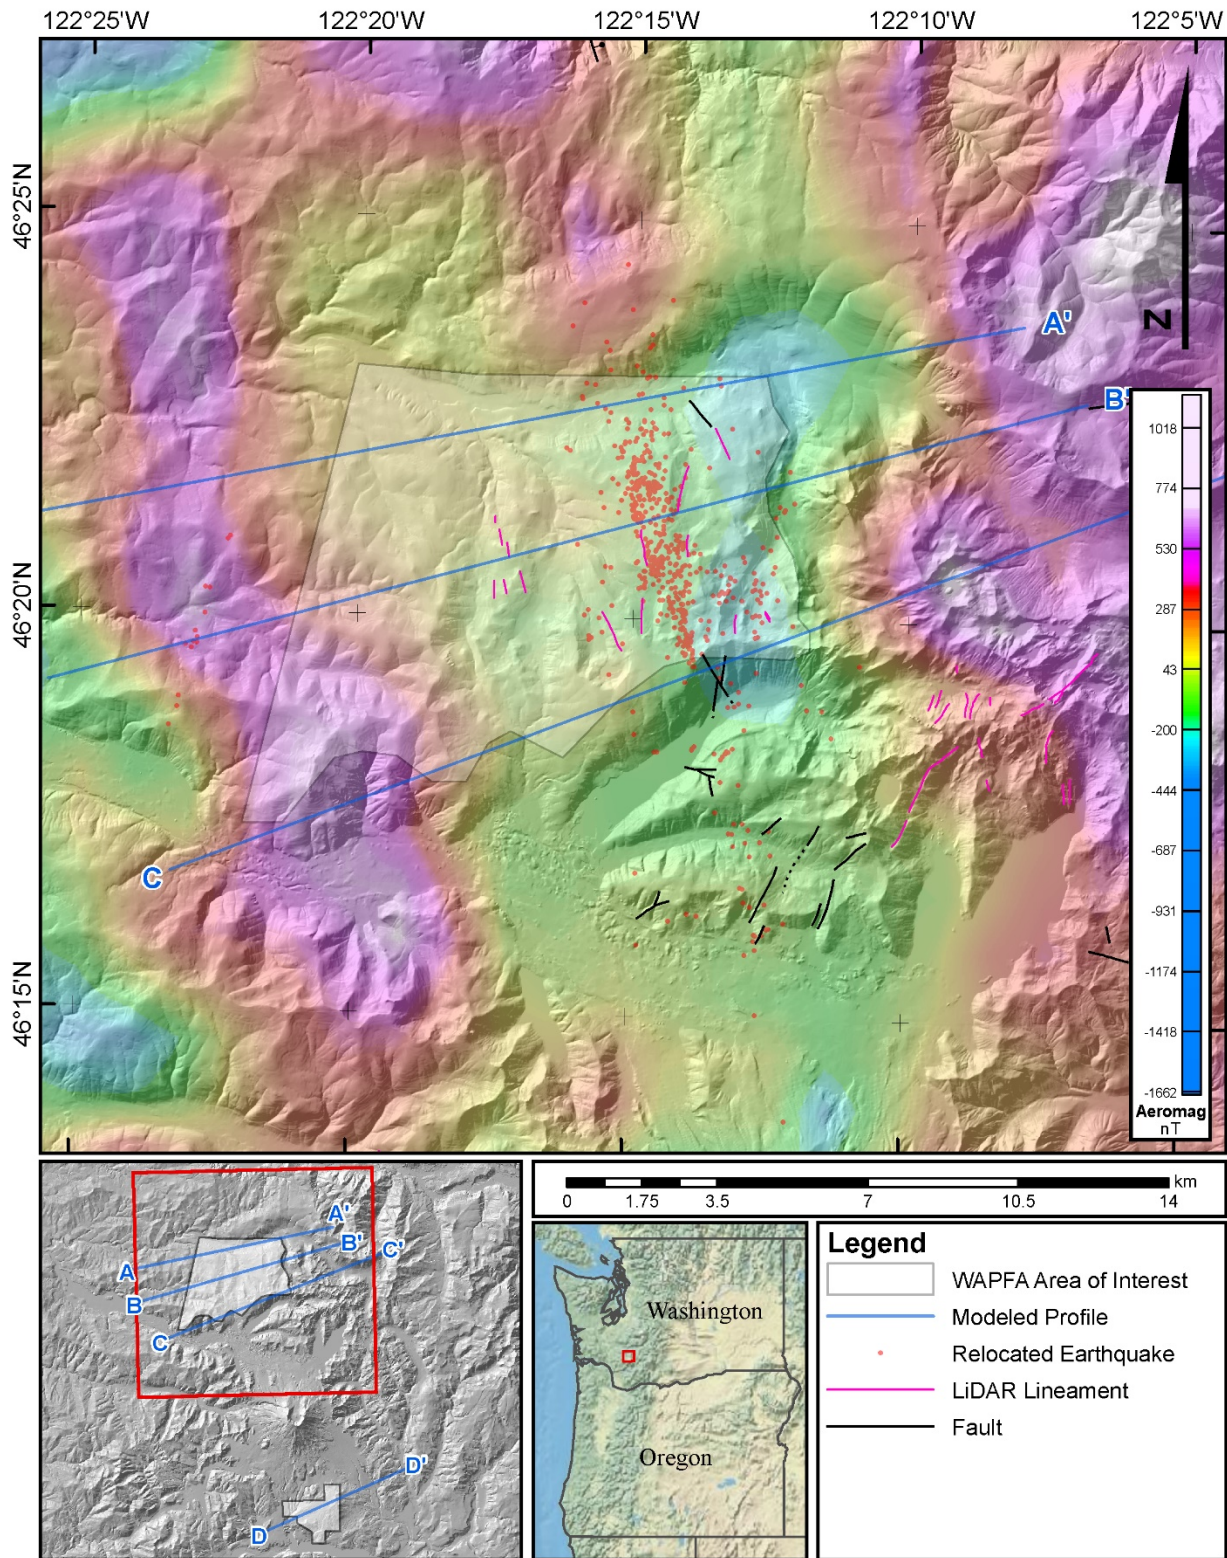 122°25'W 122°20'W 122°15'W 122°10'W 122°5'W
46°25'N
46°20'N
46°15'N
N
A'
B'
C
1018
774
530
287
43
-200
-444
-687
-931
-1174
-1418
-1662
Aeromag
nT
A'
B'
C'
A
B
C
D'
D
0 1.75 3.5 7 10.5 14 km
Washington
Oregon
Legend
WAPFA Area of Interest
Modeled Profile
Relocated Earthquake
LiDAR Lineament
Fault